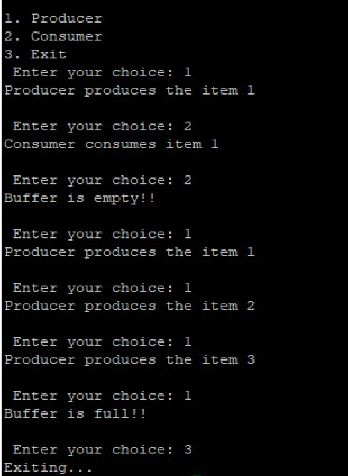 1. Producer
2. Consumer
3. Exit
Enter your choice: 1
Producer produces the item 1
Enter your choice: 2
Consumer consumes item 1
Enter your choice: 2
Buffer is empty!!
Enter your choice: 1
Producer produces the item 1
Enter your choice: 1
Producer produces the item 2
Enter your choice: 1
Producer produces the item 3
Enter your choice: 1
Buffer is full!!
Enter your choice: 3
Exiting...